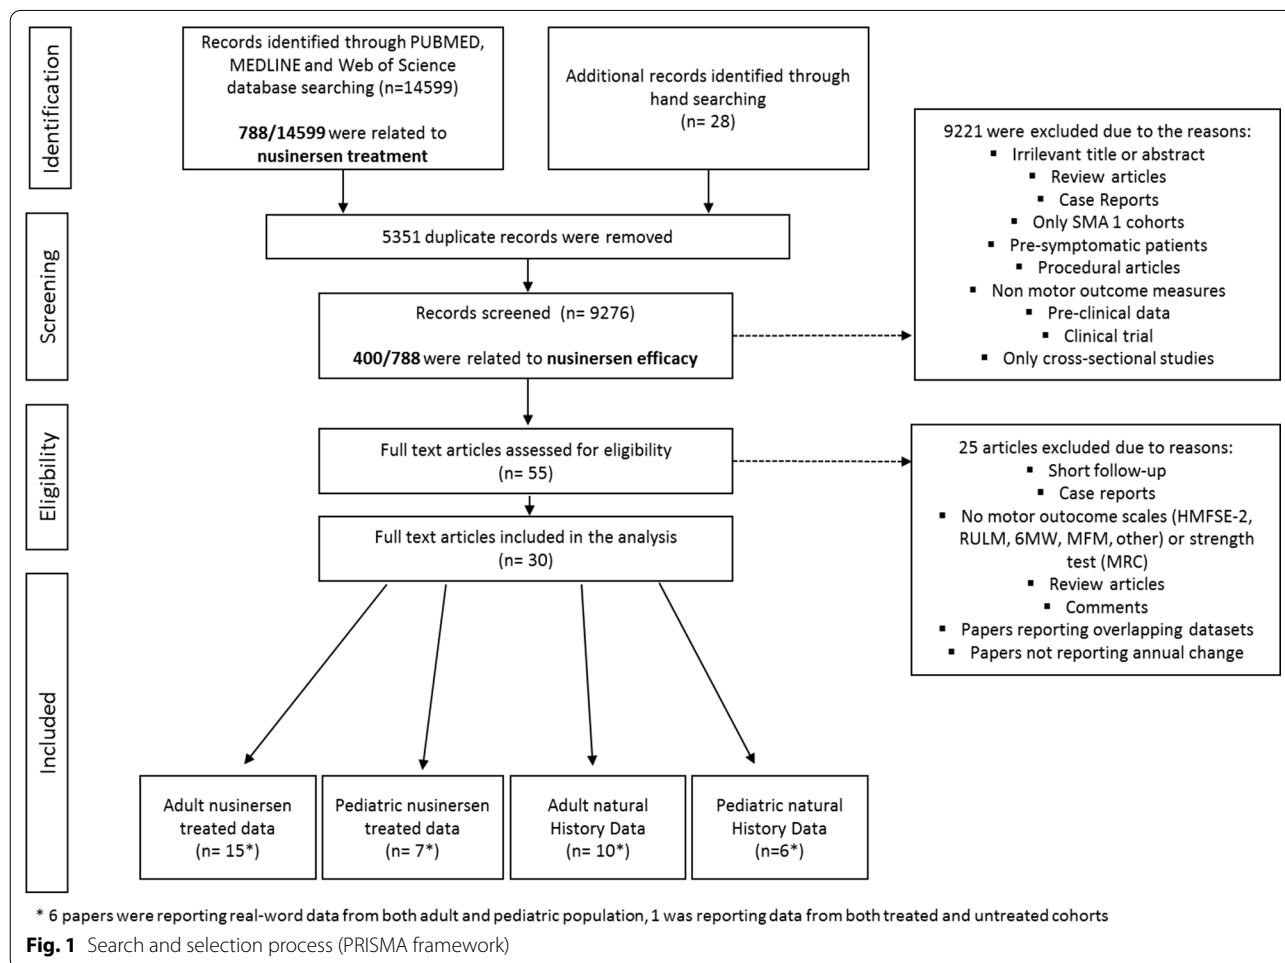 Identification
Records identified through PUBMED,
MEDLINE and Web of Science
database searching (n=14599)
788/14599 were related to
nusinersen treatment
Additional records identified through
hand searching
(n= 28)
9221 were excluded due to the reasons:
▪ Irrilevant title or abstract
▪ Review articles
▪ Case Reports
▪ Only SMA 1 cohorts
▪ Pre-symptomatic patients
▪ Procedural articles
▪ Non motor outcome measures
▪ Pre-clinical data
▪ Clinical trial
▪ Only cross-sectional studies
Screening
5351 duplicate records were removed
Records screened (n= 9276)
400/788 were related to nusinersen efficacy
Eligibility
Full text articles assessed for eligibility
(n= 55)
25 articles excluded due to reasons:
▪ Short follow-up
▪ Case reports
▪ No motor outocome scales (HMFSE-2,
RULM, 6MW, MFM, other) or strength
test (MRC)
▪ Review articles
▪ Comments
▪ Papers reporting overlapping datasets
▪ Papers not reporting annual change
Full text articles included in the analysis
(n= 30)
Included
Adult nusinersen
treated data
(n= 15*)
Pediatric nusinersen
treated data
(n= 7*)
Adult natural
History Data
(n= 10*)
Pediatric natural
History Data
(n=6*)
* 6 papers were reporting real-word data from both adult and pediatric population, 1 was reporting data from both treated and untreated cohorts
Fig. 1 Search and selection process (PRISMA framework)